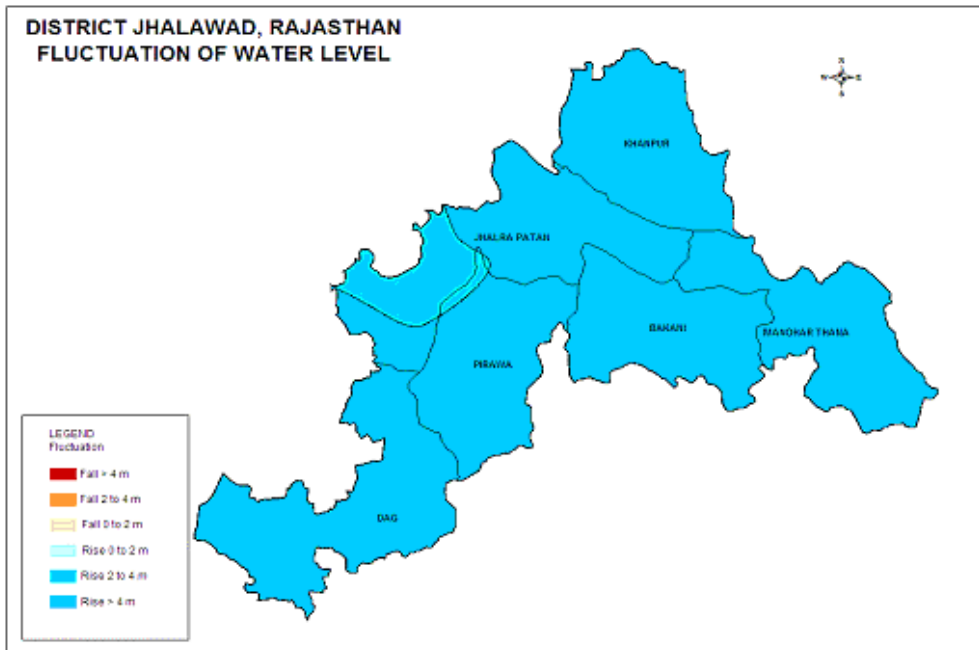 DISTRICT JHALAWAD, RAJASTHAN
FLUCTUATION OF WATER LEVEL
N
W E
S
KHANPUR
JHALRA PATAN
BAKANI
MANOHAR THANA
PIRAWA
DAG
LEGEND
Fluctuation
Fall > 4 m
Fall 2 to 4 m
Fall 0 to 2 m
Rise 0 to 2 m
Rise 2 to 4 m
Rise > 4 m